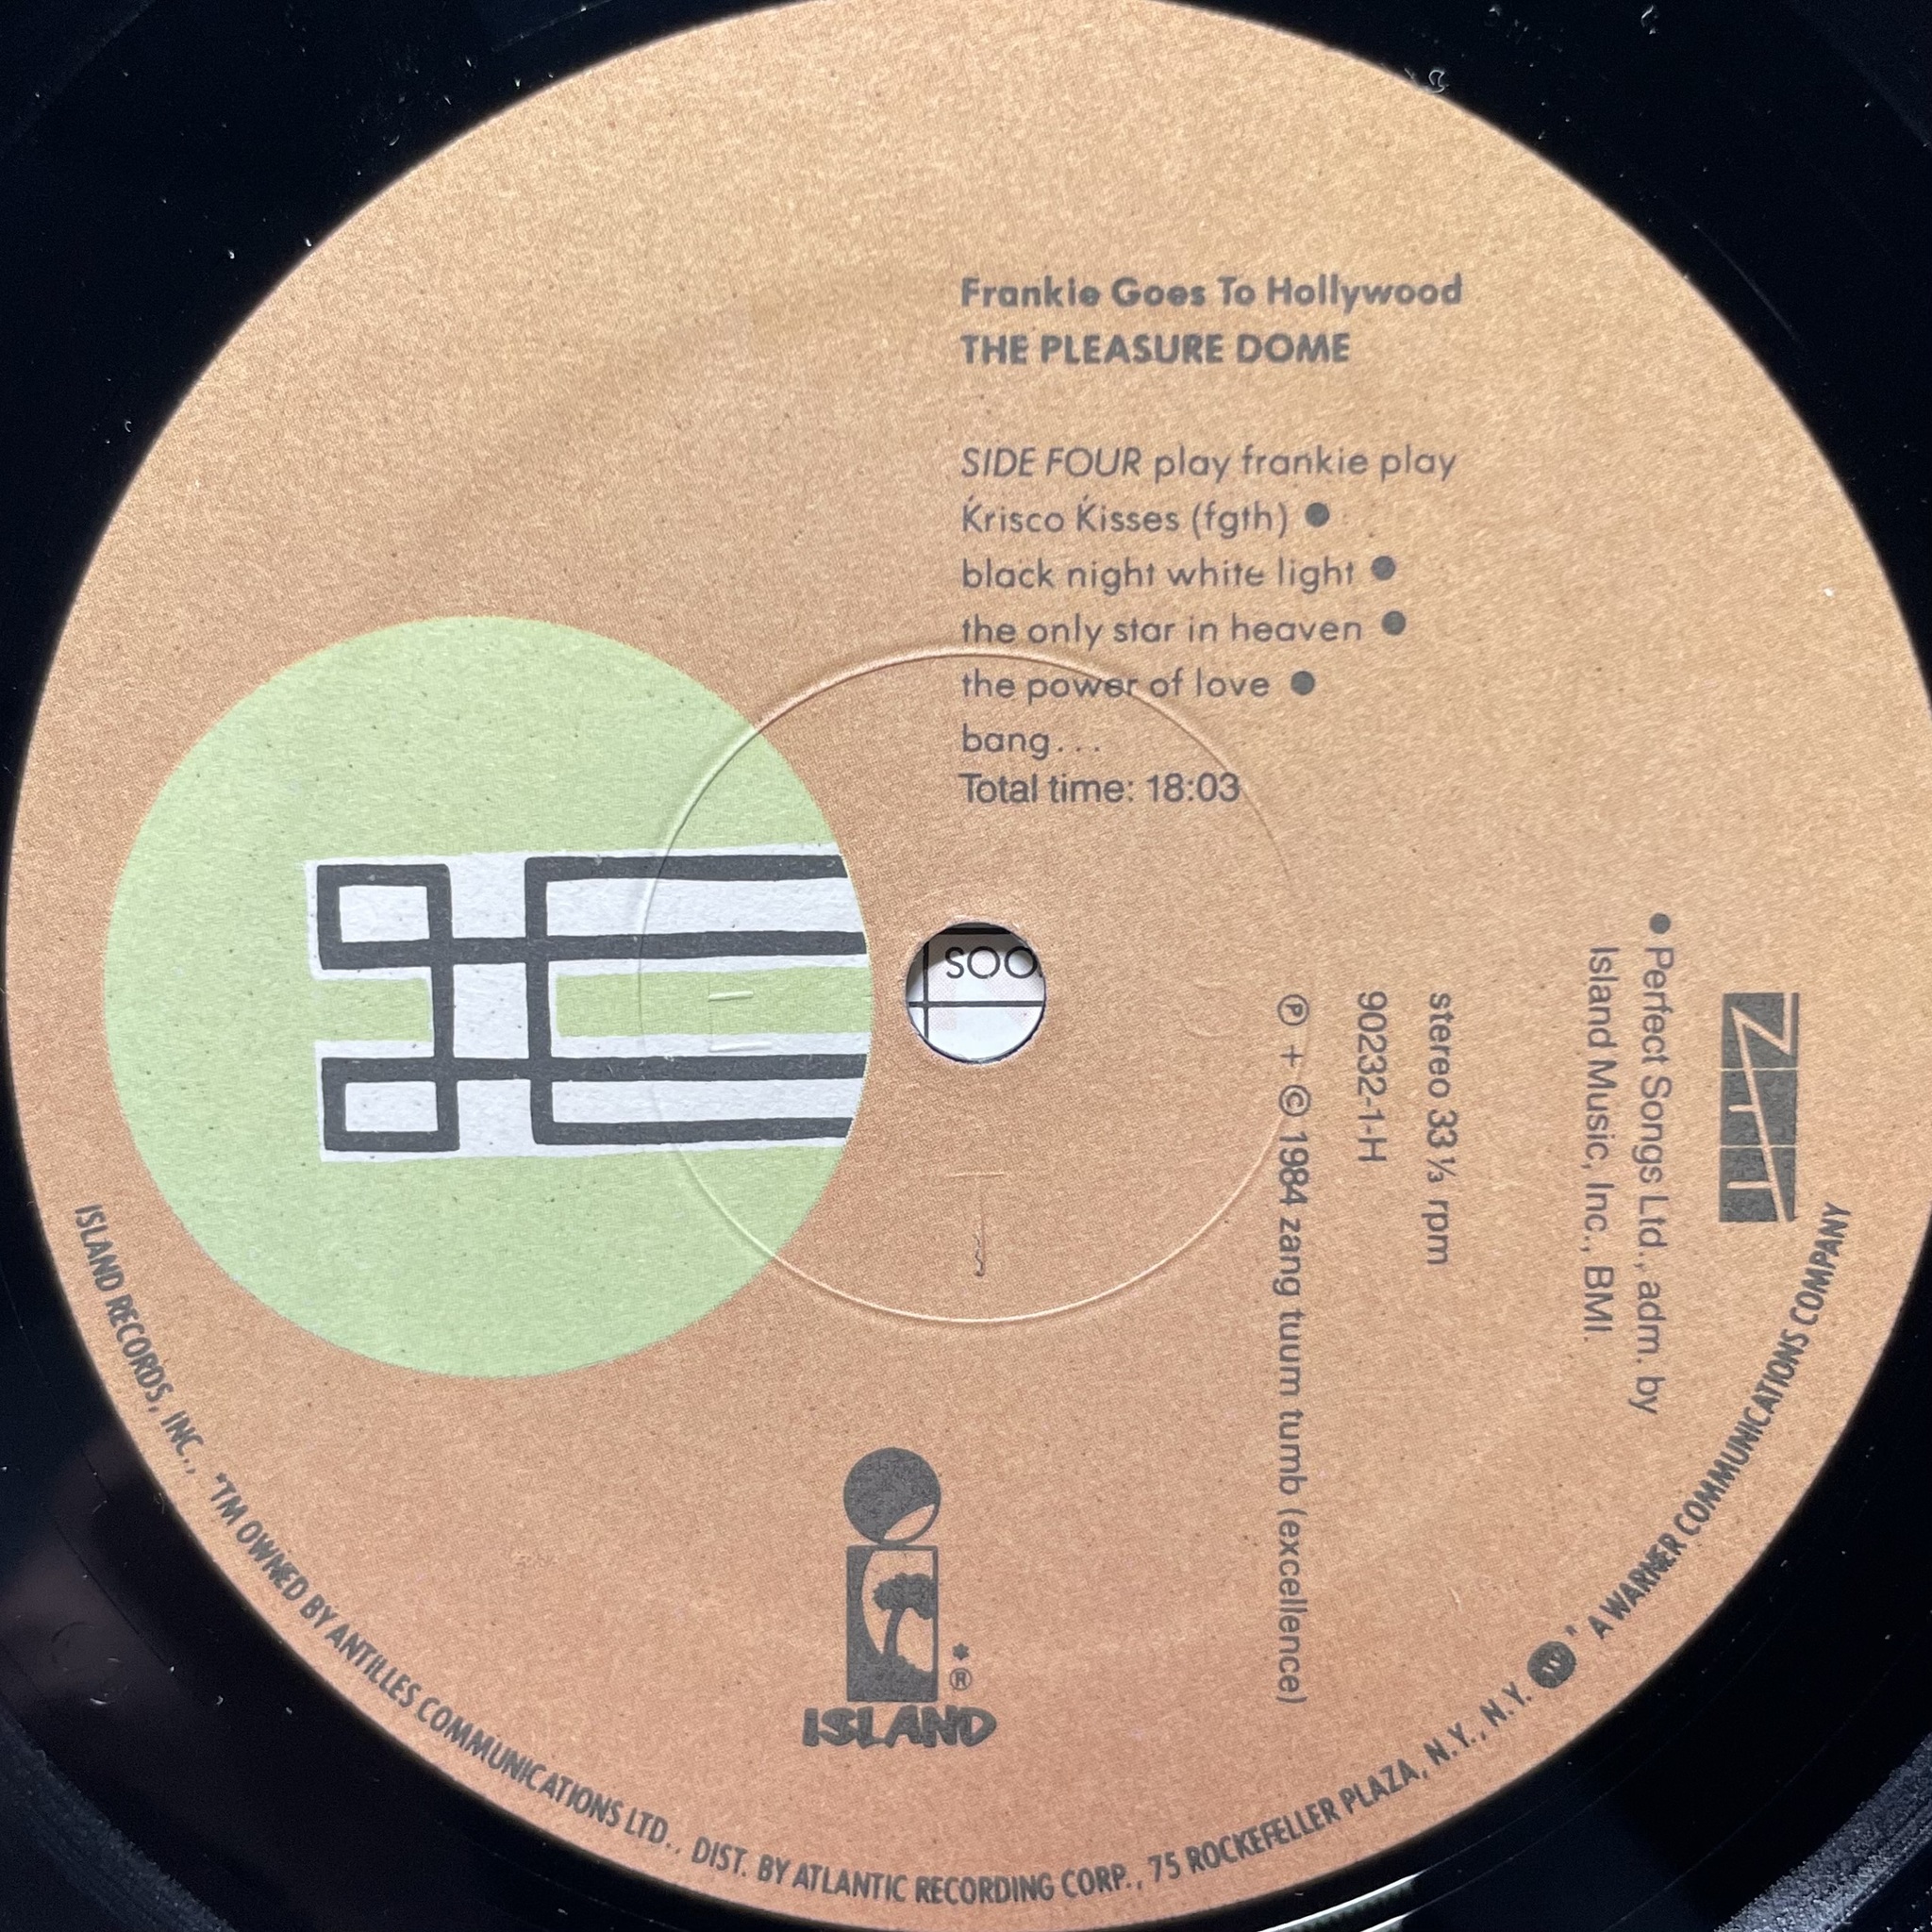 Frankie Goes To Hollywood
THE PLEASURE DOME
SIDE FOUR play frankie play
Ḱrisco Ḱisses (fgth) ●
black night white light ●
the only star in heaven ●
the power of love ●
bang...
Total time: 18:03
SOO
ZTT
● Perfect Songs Ltd., adm. by
Island Music, Inc., BMI.
stereo 33 ⅓ rpm
90232-1-H
Ⓟ + © 1984 zang tuum tumb (excellence)
*
®
ISLAND
ISLAND RECORDS, INC., *TM OWNED BY ANTILLES COMMUNICATIONS LTD., DIST. BY ATLANTIC RECORDING CORP., 75 ROCKEFELLER PLAZA, N.Y., N.Y. A WARNER COMMUNICATIONS COMPANY